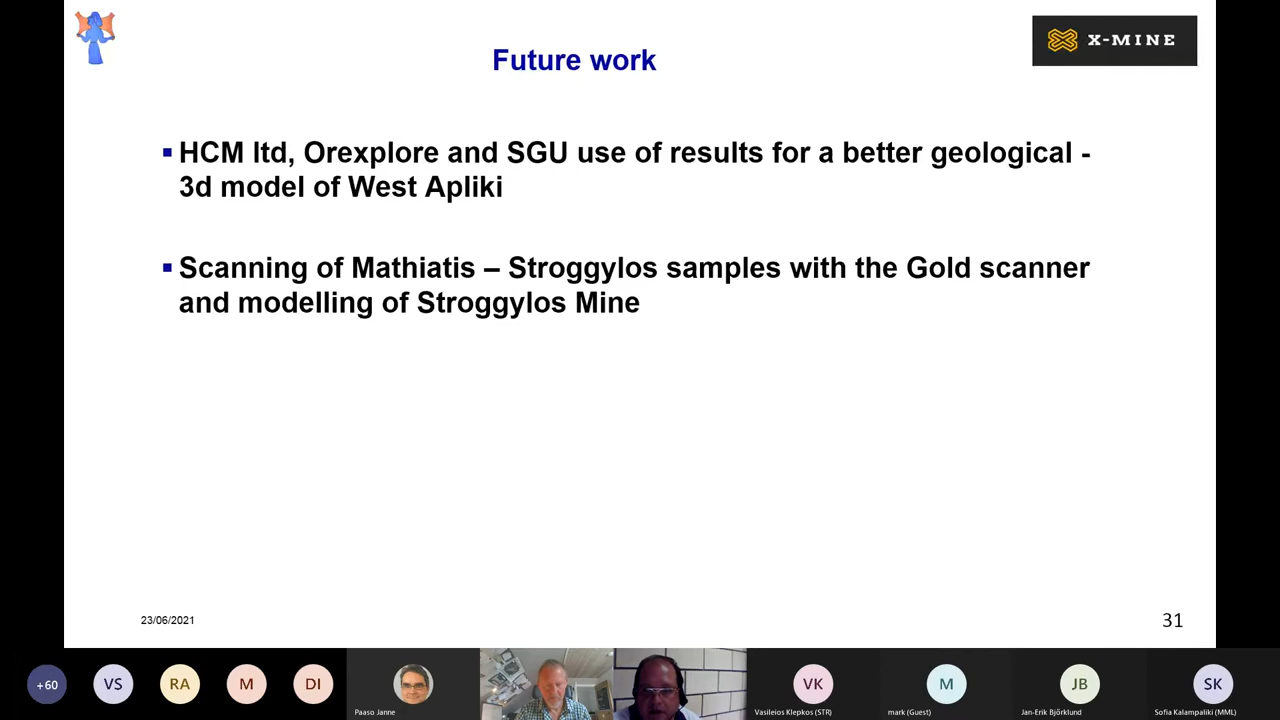 X-MINE
Future work
HCM ltd, Orexplore and SGU use of results for a better geological -
3d model of West Apliki
Scanning of Mathiatis – Stroggylos samples with the Gold scanner
and modelling of Stroggylos Mine
23/06/2021
31
+60
VS
RA
M
DI
Paaso Janne
VK
Vasileios Klepkos (STR)
M
mark (Guest)
JB
Jan-Erik Björklund
SK
Sofia Kalampaliki (MML)